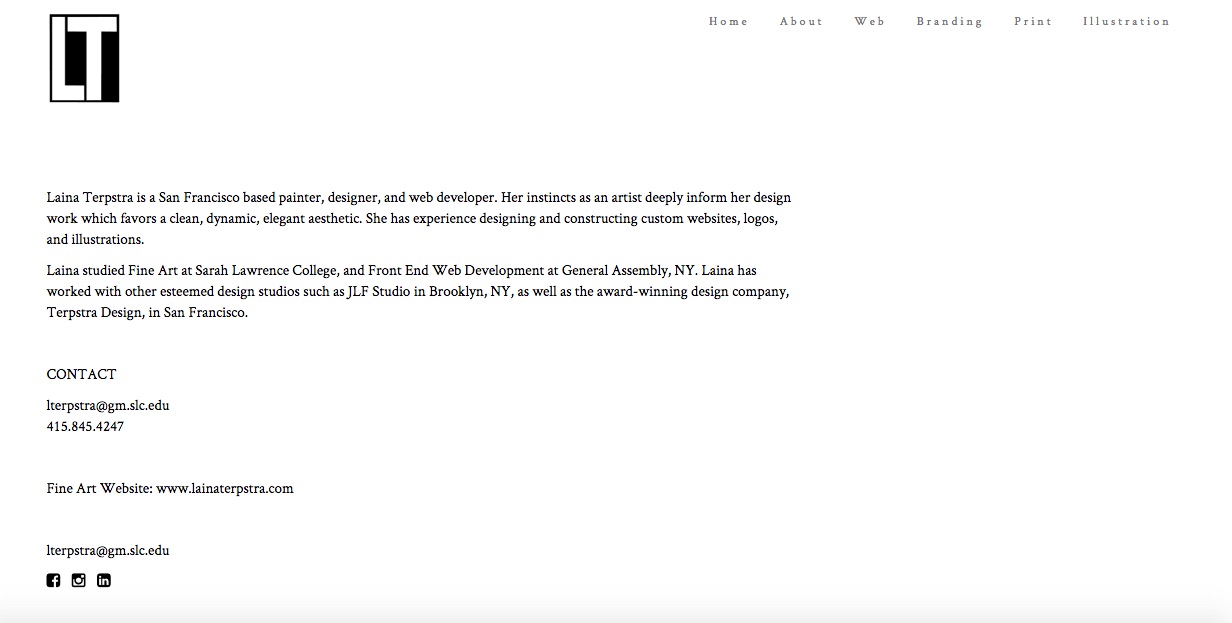 LT
Home About Web Branding Print Illustration
Laina Terpstra is a San Francisco based painter, designer, and web developer. Her instincts as an artist deeply inform her design
work which favors a clean, dynamic, elegant aesthetic. She has experience designing and constructing custom websites, logos,
and illustrations.
Laina studied Fine Art at Sarah Lawrence College, and Front End Web Development at General Assembly, NY. Laina has
worked with other esteemed design studios such as JLF Studio in Brooklyn, NY, as well as the award-winning design company,
Terpstra Design, in San Francisco.
CONTACT
lterpstra@gm.slc.edu
415.845.4247
Fine Art Website: www.lainaterpstra.com
lterpstra@gm.slc.edu